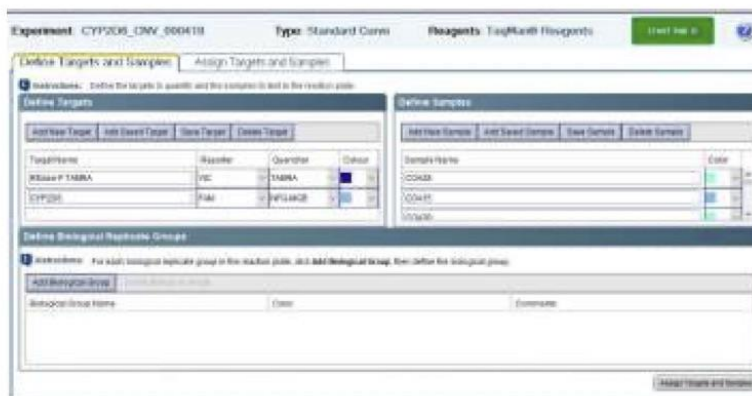 Experiment: CYP2D6_CNV_000418 Type: Standard Curve Reagents: TaqMan® Reagents
Define Targets and Samples Assign Targets and Samples
Instructions: Define the targets to quantify and the samples to test in the reaction plate.
Define Targets Define Samples
Add New Target Add Saved Target Save Target Delete Target Add New Sample Add Saved Sample Save Sample Delete Sample
Target Name Reporter Quencher Colour Sample Name Color
RNase P TAMRA VIC TAMRA
CYP2D6 FAM NFQ-MGB
Define Biological Replicate Groups
Instructions: For each biological replicate group in the reaction plate, click Add Biological Group, then define the biological group.
Add Biological Group
Biological Group Name Color Comments
Assign Targets and Samples